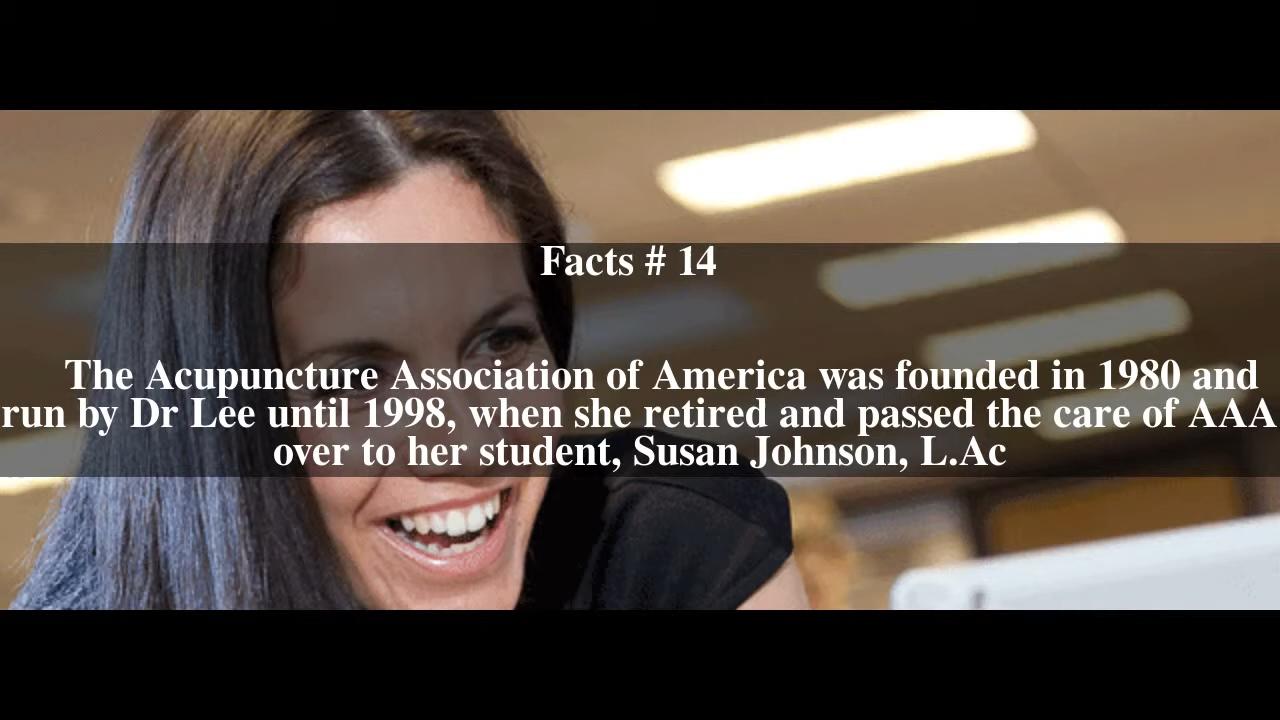 Facts # 14
The Acupuncture Association of America was founded in 1980 and
run by Dr Lee until 1998, when she retired and passed the care of AAA
over to her student, Susan Johnson, L.Ac